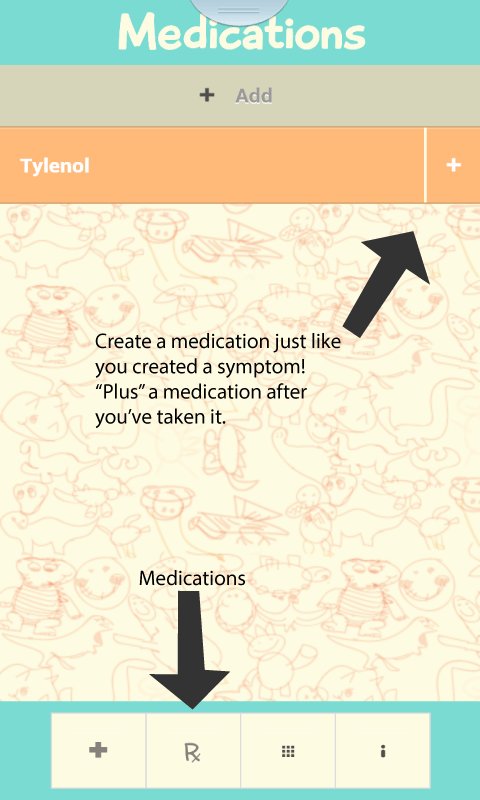 Medications
+ Add
Tylenol +
Create a medication just like
you created a symptom!
“Plus” a medication after
you’ve taken it.
Medications
+ ℞ i